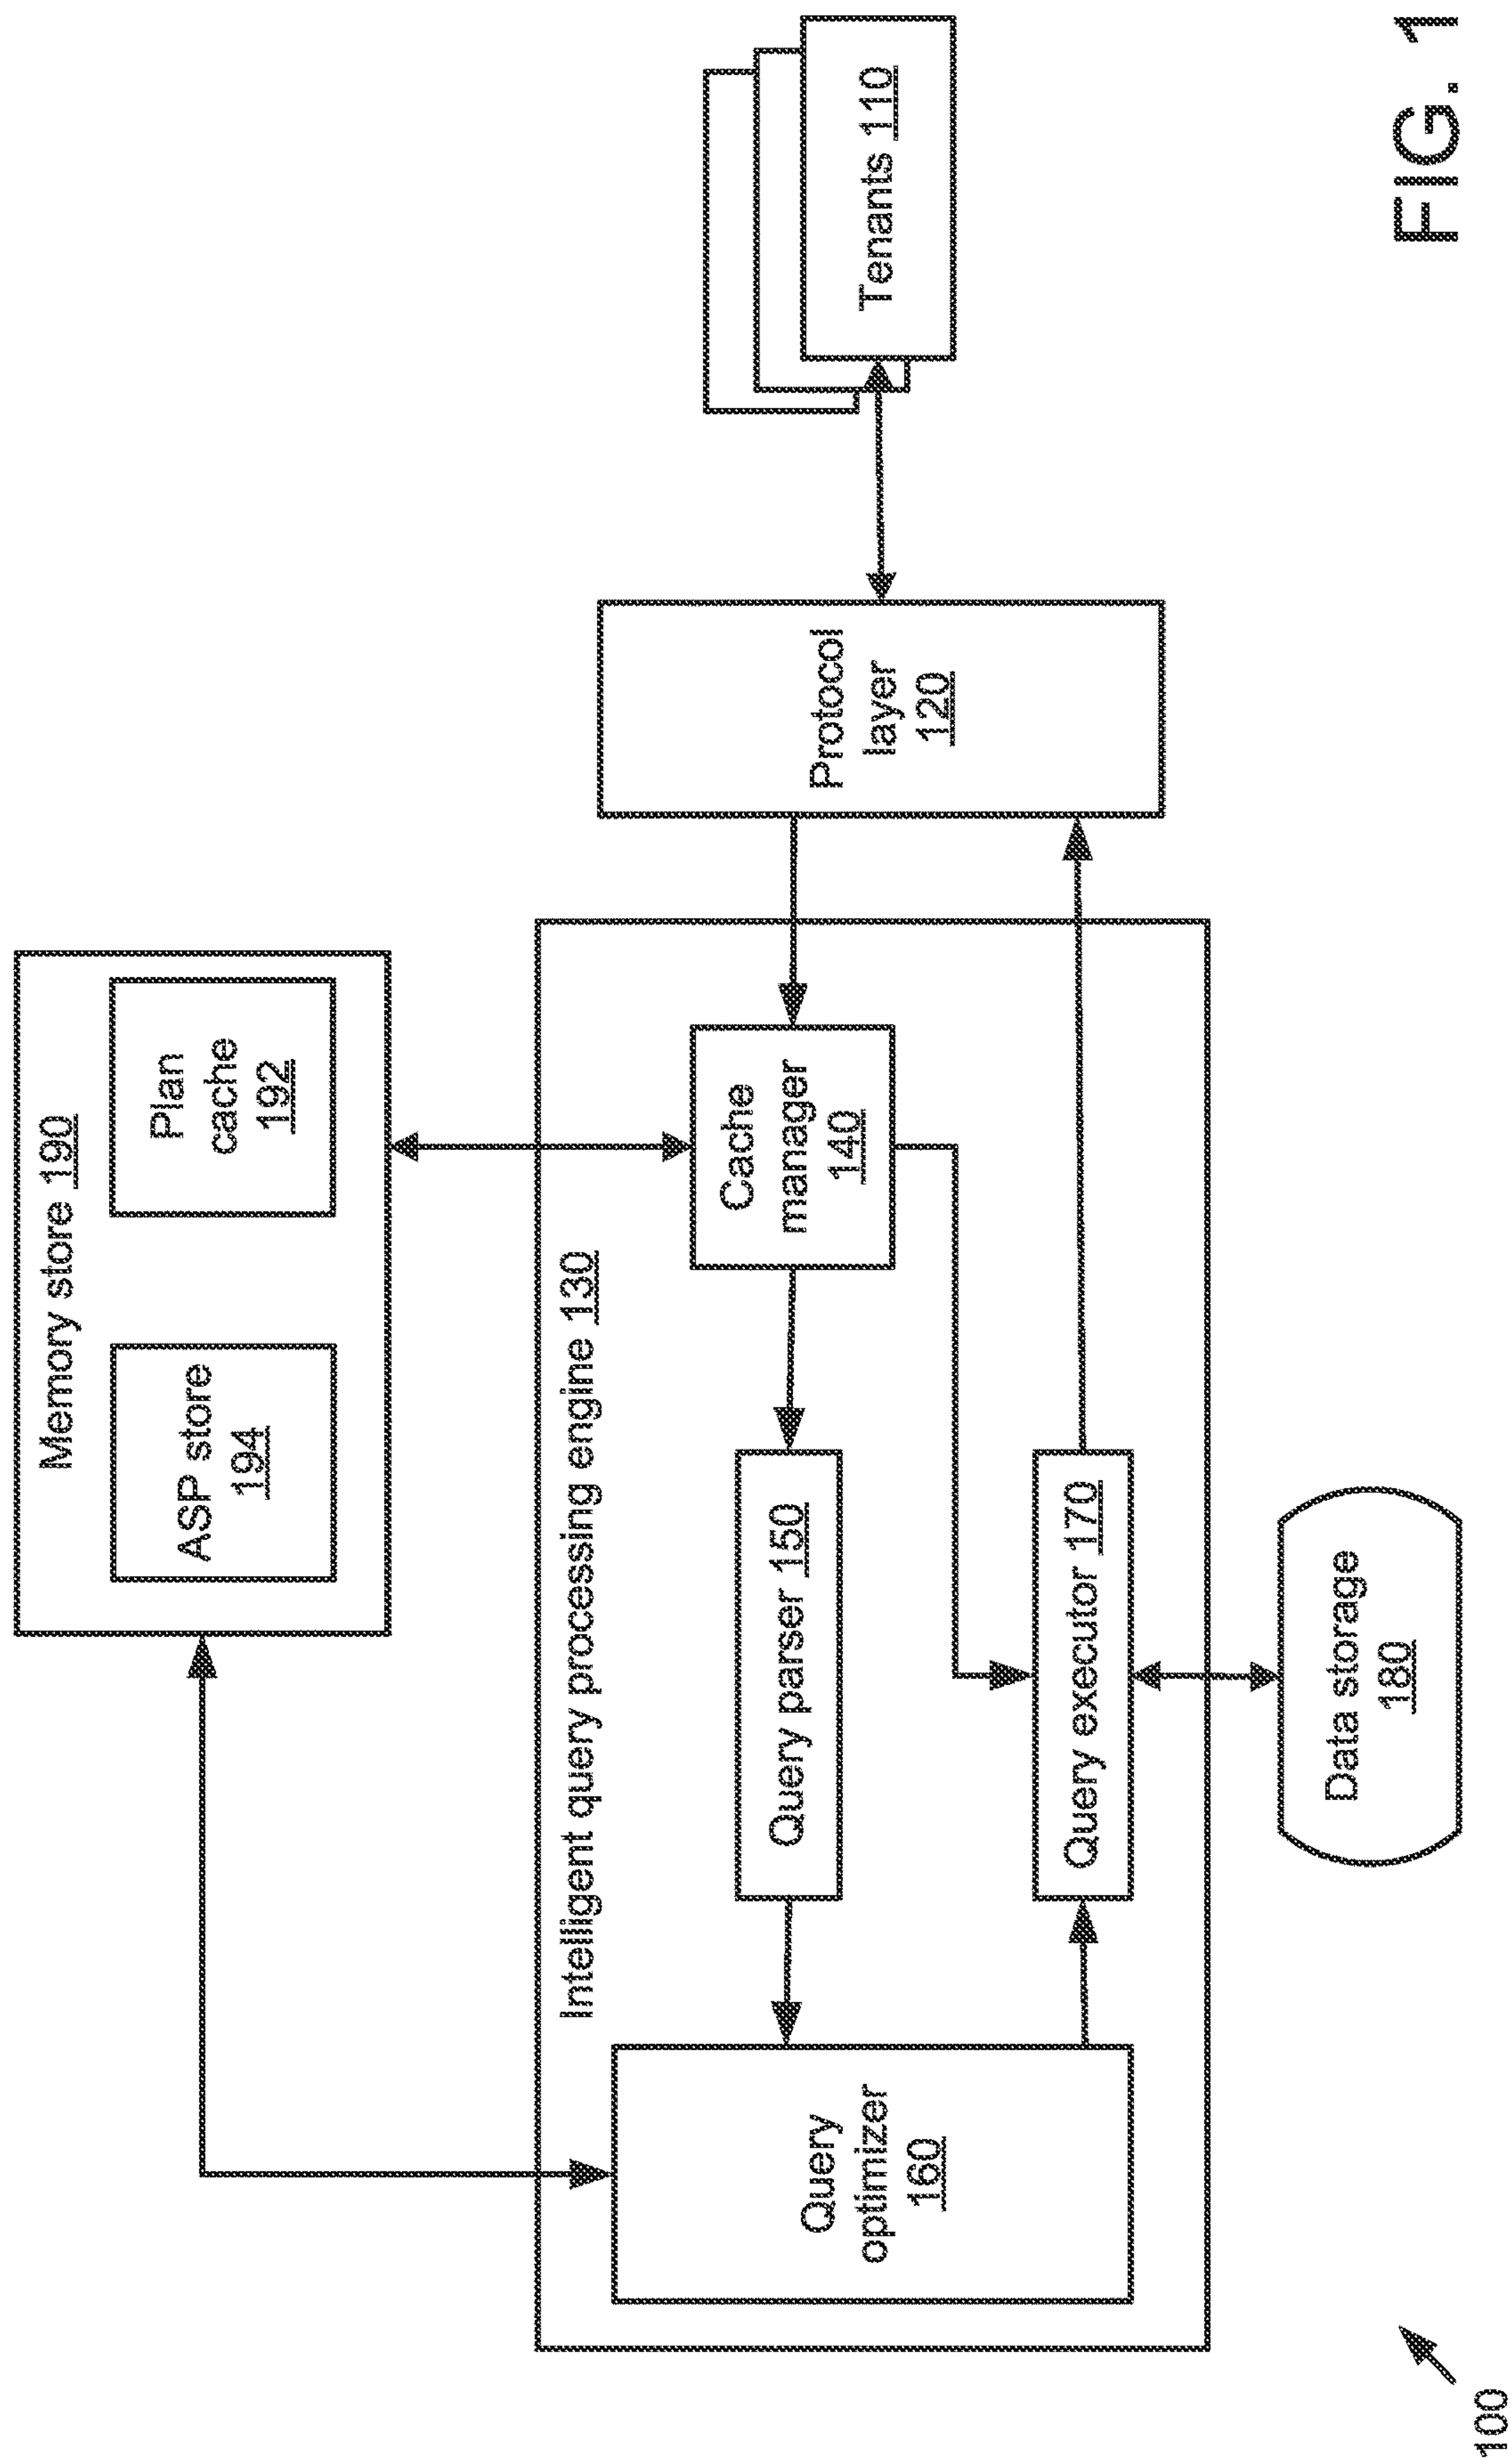 Memory store 190
ASP store
194
Plan
cache
192
Intelligent query processing engine 130
Query
optimizer
160
Query parser 150
Cache
manager
140
Query executor 170
Protocol
layer
120
Tenants 110
Data storage
180
100
FIG. 1